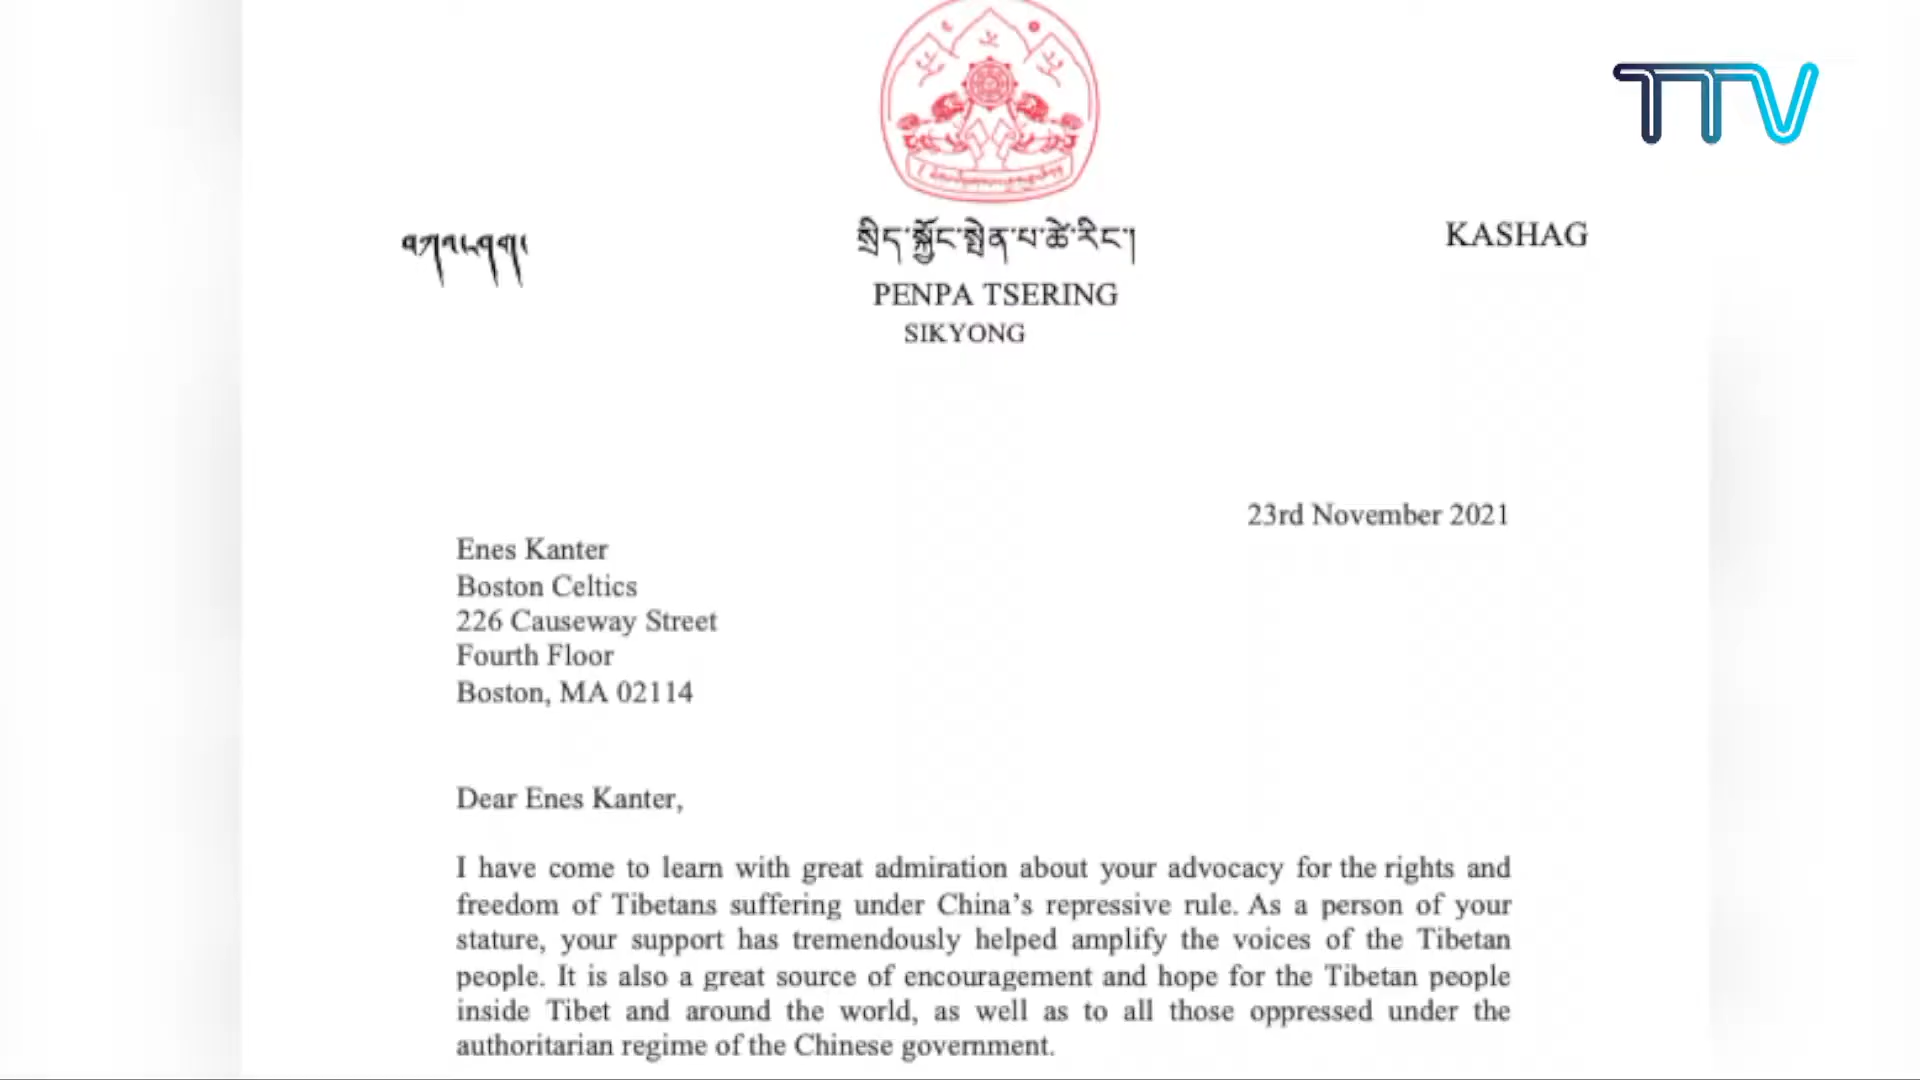 TTV
བཀའ་ཤག
སྲིད་སྐྱོང་སྤེན་པ་ཚེ་རིང་།
KASHAG
PENPA TSERING
SIKYONG
23rd November 2021
Enes Kanter
Boston Celtics
226 Causeway Street
Fourth Floor
Boston, MA 02114
Dear Enes Kanter,
I have come to learn with great admiration about your advocacy for the rights and
freedom of Tibetans suffering under China’s repressive rule. As a person of your
stature, your support has tremendously helped amplify the voices of the Tibetan
people. It is also a great source of encouragement and hope for the Tibetan people
inside Tibet and around the world, as well as to all those oppressed under the
authoritarian regime of the Chinese government.